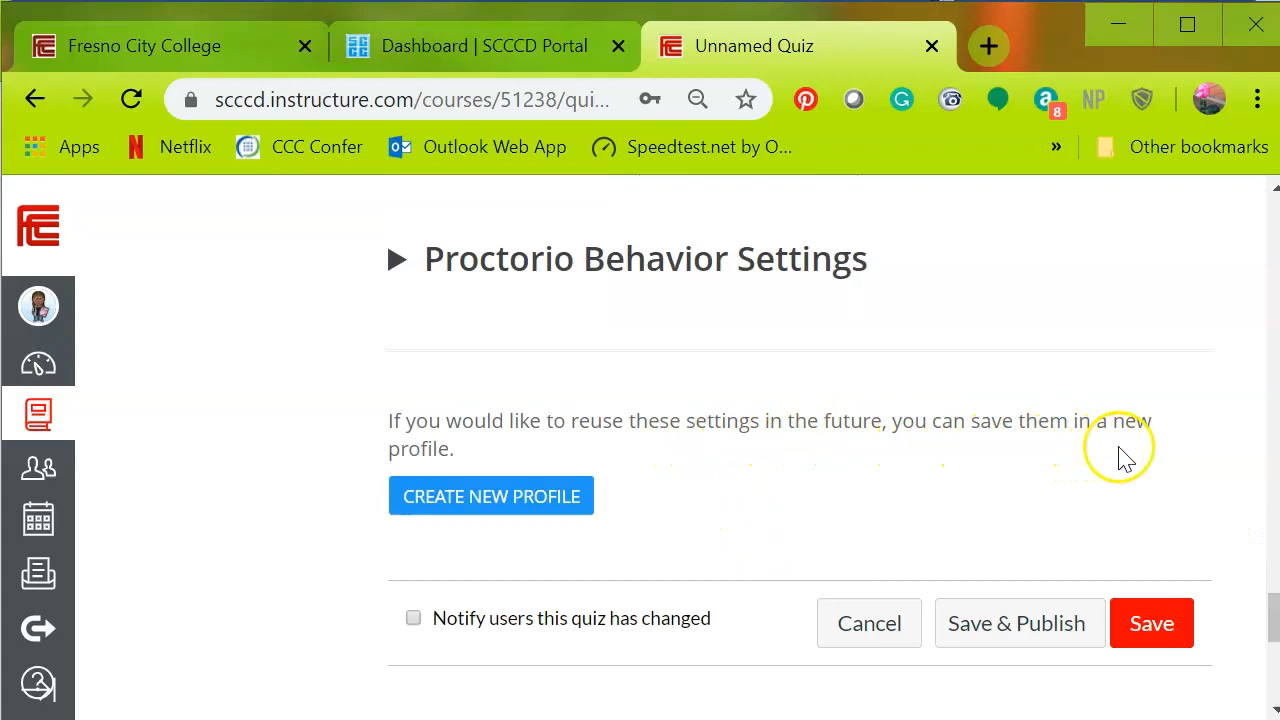 Fresno City College
Dashboard | SCCCD Portal
Unnamed Quiz
scccd.instructure.com/courses/51238/qui...
8
NP
Apps
Netflix
CCC Confer
Outlook Web App
Speedtest.net by O...
»
Other bookmarks
Proctorio Behavior Settings
If you would like to reuse these settings in the future, you can save them in a new
profile.
CREATE NEW PROFILE
Notify users this quiz has changed
Cancel
Save & Publish
Save